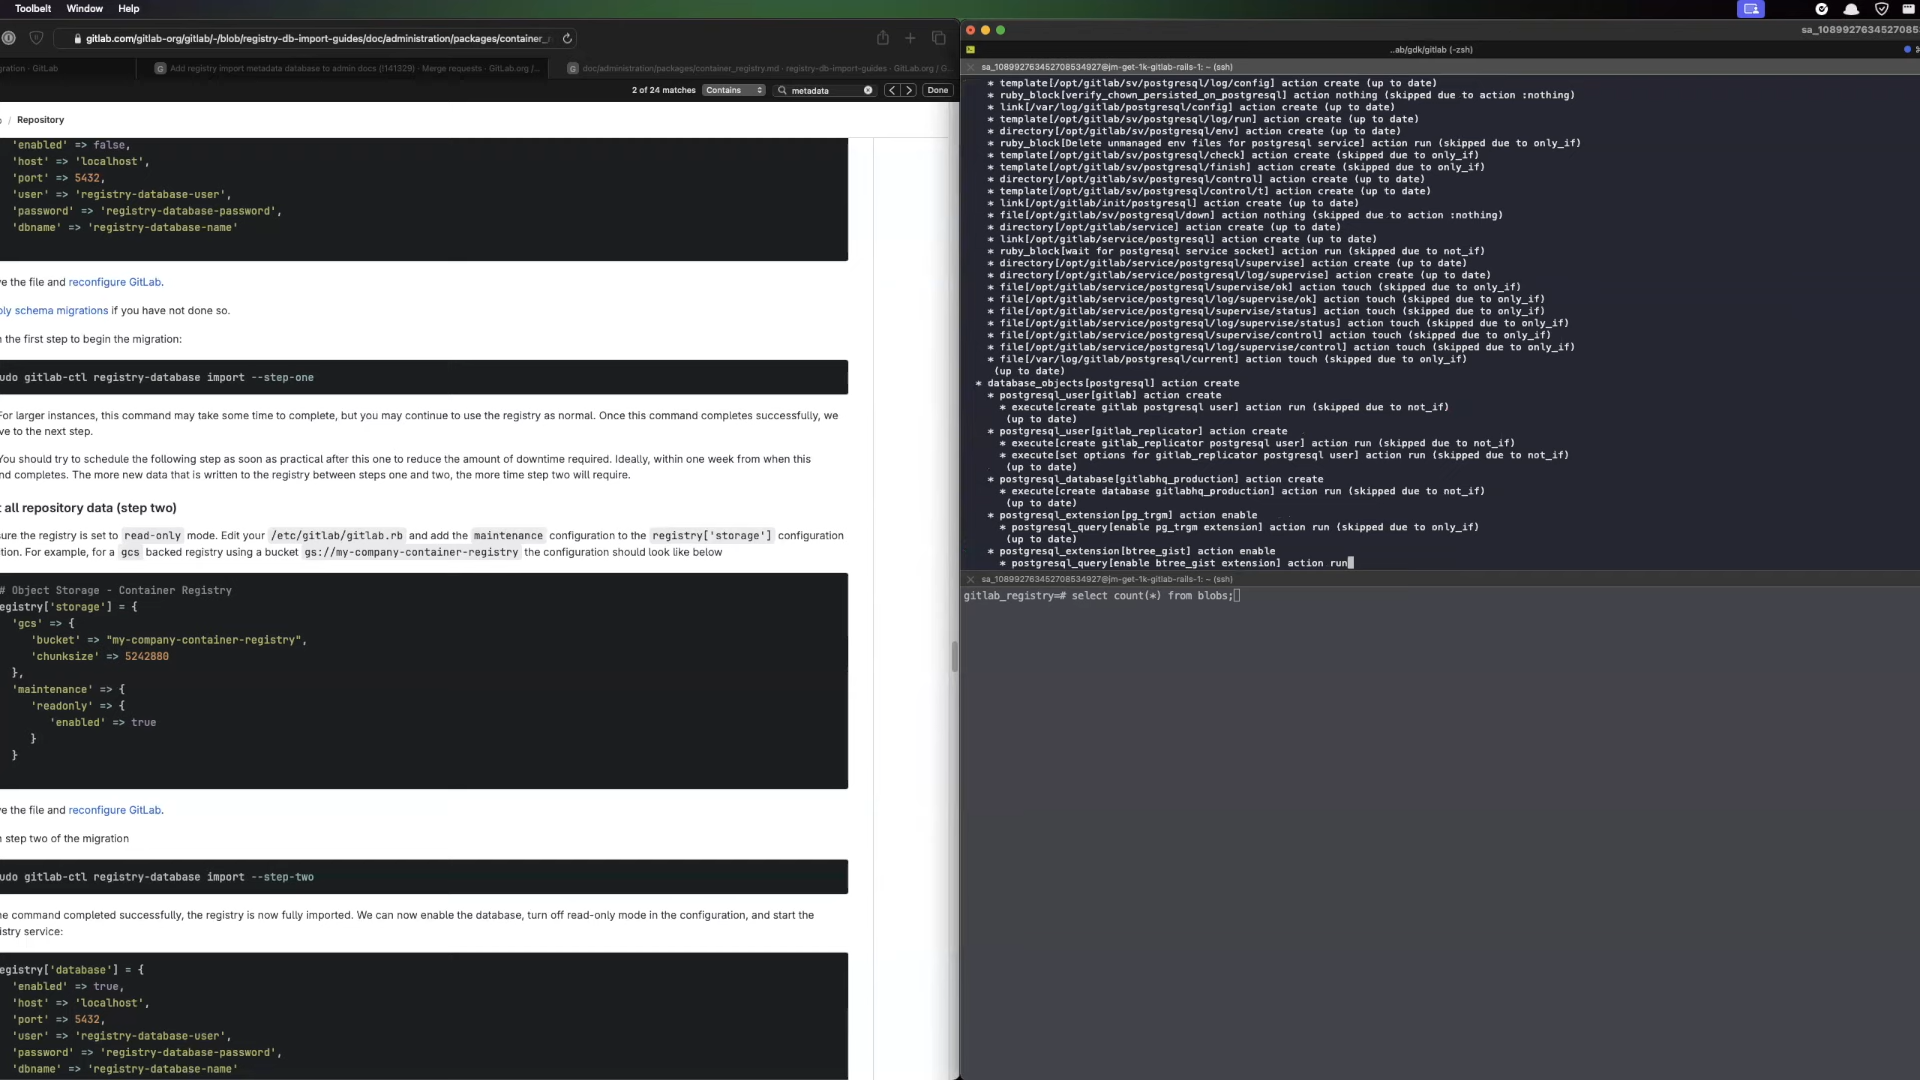 Toolbelt Window Help
gitlab.com/gitlab-org/gitlab/-/blob/registry-db-import-guides/doc/administration/packages/container_r
gration · GitLab
Add registry import metadata database to admin docs (!141329) · Merge requests · GitLab.org /...
doc/administration/packages/container_registry.md · registry-db-import-guides · GitLab.org / G...
2 of 24 matches Contains metadata Done
/ Repository
'enabled' => false,
'host' => 'localhost',
'port' => 5432,
'user' => 'registry-database-user',
'password' => 'registry-database-password',
'dbname' => 'registry-database-name'
ve the file and reconfigure GitLab.
ply schema migrations if you have not done so.
n the first step to begin the migration:
udo gitlab-ctl registry-database import --step-one
For larger instances, this command may take some time to complete, but you may continue to use the registry as normal. Once this command completes successfully, we
ve to the next step.
You should try to schedule the following step as soon as practical after this one to reduce the amount of downtime required. Ideally, within one week from when this
nd completes. The more new data that is written to the registry between steps one and two, the more time step two will require.
t all repository data (step two)
sure the registry is set to read-only mode. Edit your /etc/gitlab/gitlab.rb and add the maintenance configuration to the registry['storage'] configuration
tion. For example, for a gcs backed registry using a bucket gs://my-company-container-registry the configuration should look like below
# Object Storage - Container Registry
egistry['storage'] = {
'gcs' => {
'bucket' => "my-company-container-registry",
'chunksize' => 5242880
},
'maintenance' => {
'readonly' => {
'enabled' => true
}
}
ve the file and reconfigure GitLab.
n step two of the migration
udo gitlab-ctl registry-database import --step-two
he command completed successfully, the registry is now fully imported. We can now enable the database, turn off read-only mode in the configuration, and start the
istry service:
egistry['database'] = {
'enabled' => true,
'host' => 'localhost',
'port' => 5432,
'user' => 'registry-database-user',
'password' => 'registry-database-password',
'dbname' => 'registry-database-name'
sa_1089927634527085
..ab/gdk/gitlab (-zsh)
sa_108992763452708534927@jm-get-1k-gitlab-rails-1: ~ (ssh)
* template[/opt/gitlab/sv/postgresql/log/config] action create (up to date)
* ruby_block[verify_chown_persisted_on_postgresql] action nothing (skipped due to action :nothing)
* link[/var/log/gitlab/postgresql/config] action create (up to date)
* template[/opt/gitlab/sv/postgresql/log/run] action create (up to date)
* directory[/opt/gitlab/sv/postgresql/env] action create (up to date)
* ruby_block[Delete unmanaged env files for postgresql service] action run (skipped due to only_if)
* template[/opt/gitlab/sv/postgresql/check] action create (skipped due to only_if)
* template[/opt/gitlab/sv/postgresql/finish] action create (skipped due to only_if)
* directory[/opt/gitlab/sv/postgresql/control] action create (up to date)
* template[/opt/gitlab/sv/postgresql/control/t] action create (up to date)
* link[/opt/gitlab/init/postgresql] action create (up to date)
* file[/opt/gitlab/sv/postgresql/down] action nothing (skipped due to action :nothing)
* directory[/opt/gitlab/service] action create (up to date)
* link[/opt/gitlab/service/postgresql] action create (up to date)
* ruby_block[wait for postgresql service socket] action run (skipped due to not_if)
* directory[/opt/gitlab/service/postgresql/supervise] action create (up to date)
* directory[/opt/gitlab/service/postgresql/log/supervise] action create (up to date)
* file[/opt/gitlab/service/postgresql/supervise/ok] action touch (skipped due to only_if)
* file[/opt/gitlab/service/postgresql/log/supervise/ok] action touch (skipped due to only_if)
* file[/opt/gitlab/service/postgresql/supervise/status] action touch (skipped due to only_if)
* file[/opt/gitlab/service/postgresql/log/supervise/status] action touch (skipped due to only_if)
* file[/opt/gitlab/service/postgresql/supervise/control] action touch (skipped due to only_if)
* file[/opt/gitlab/service/postgresql/log/supervise/control] action touch (skipped due to only_if)
* file[/var/log/gitlab/postgresql/current] action touch (skipped due to only_if)
(up to date)
* database_objects[postgresql] action create
* postgresql_user[gitlab] action create
* execute[create gitlab postgresql user] action run (skipped due to not_if)
(up to date)
* postgresql_user[gitlab_replicator] action create
* execute[create gitlab_replicator postgresql user] action run (skipped due to not_if)
* execute[set options for gitlab_replicator postgresql user] action run (skipped due to not_if)
(up to date)
* postgresql_database[gitlabhq_production] action create
* execute[create database gitlabhq_production] action run (skipped due to not_if)
(up to date)
* postgresql_extension[pg_trgm] action enable
* postgresql_query[enable pg_trgm extension] action run (skipped due to only_if)
(up to date)
* postgresql_extension[btree_gist] action enable
* postgresql_query[enable btree_gist extension] action run
sa_108992763452708534927@jm-get-1k-gitlab-rails-1: ~ (ssh)
gitlab_registry=# select count(*) from blobs;